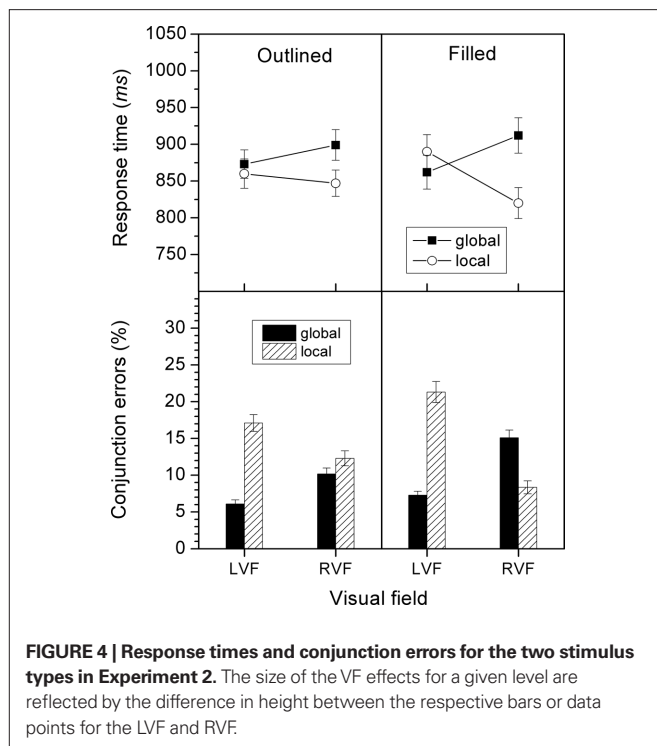 Outlined
Filled
1050
1000
950
900
850
800
750
Response time (ms)
global
local
30
25
20
15
10
5
0
Conjunction errors (%)
global
local
LVF
RVF
LVF
RVF
Visual field
FIGURE 4 | Response times and conjunction errors for the two stimulus
types in Experiment 2. The size of the VF effects for a given level are
reflected by the difference in height between the respective bars or data
points for the LVF and RVF.